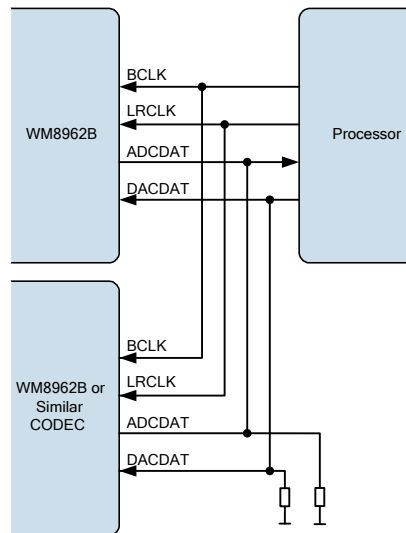 BCLK
LRCLK
WM8962B
Processor
ADCDAT
DACDAT
BCLK
WM8962B or
Similar
CODEC
LRCLK
ADCDAT
DACDAT